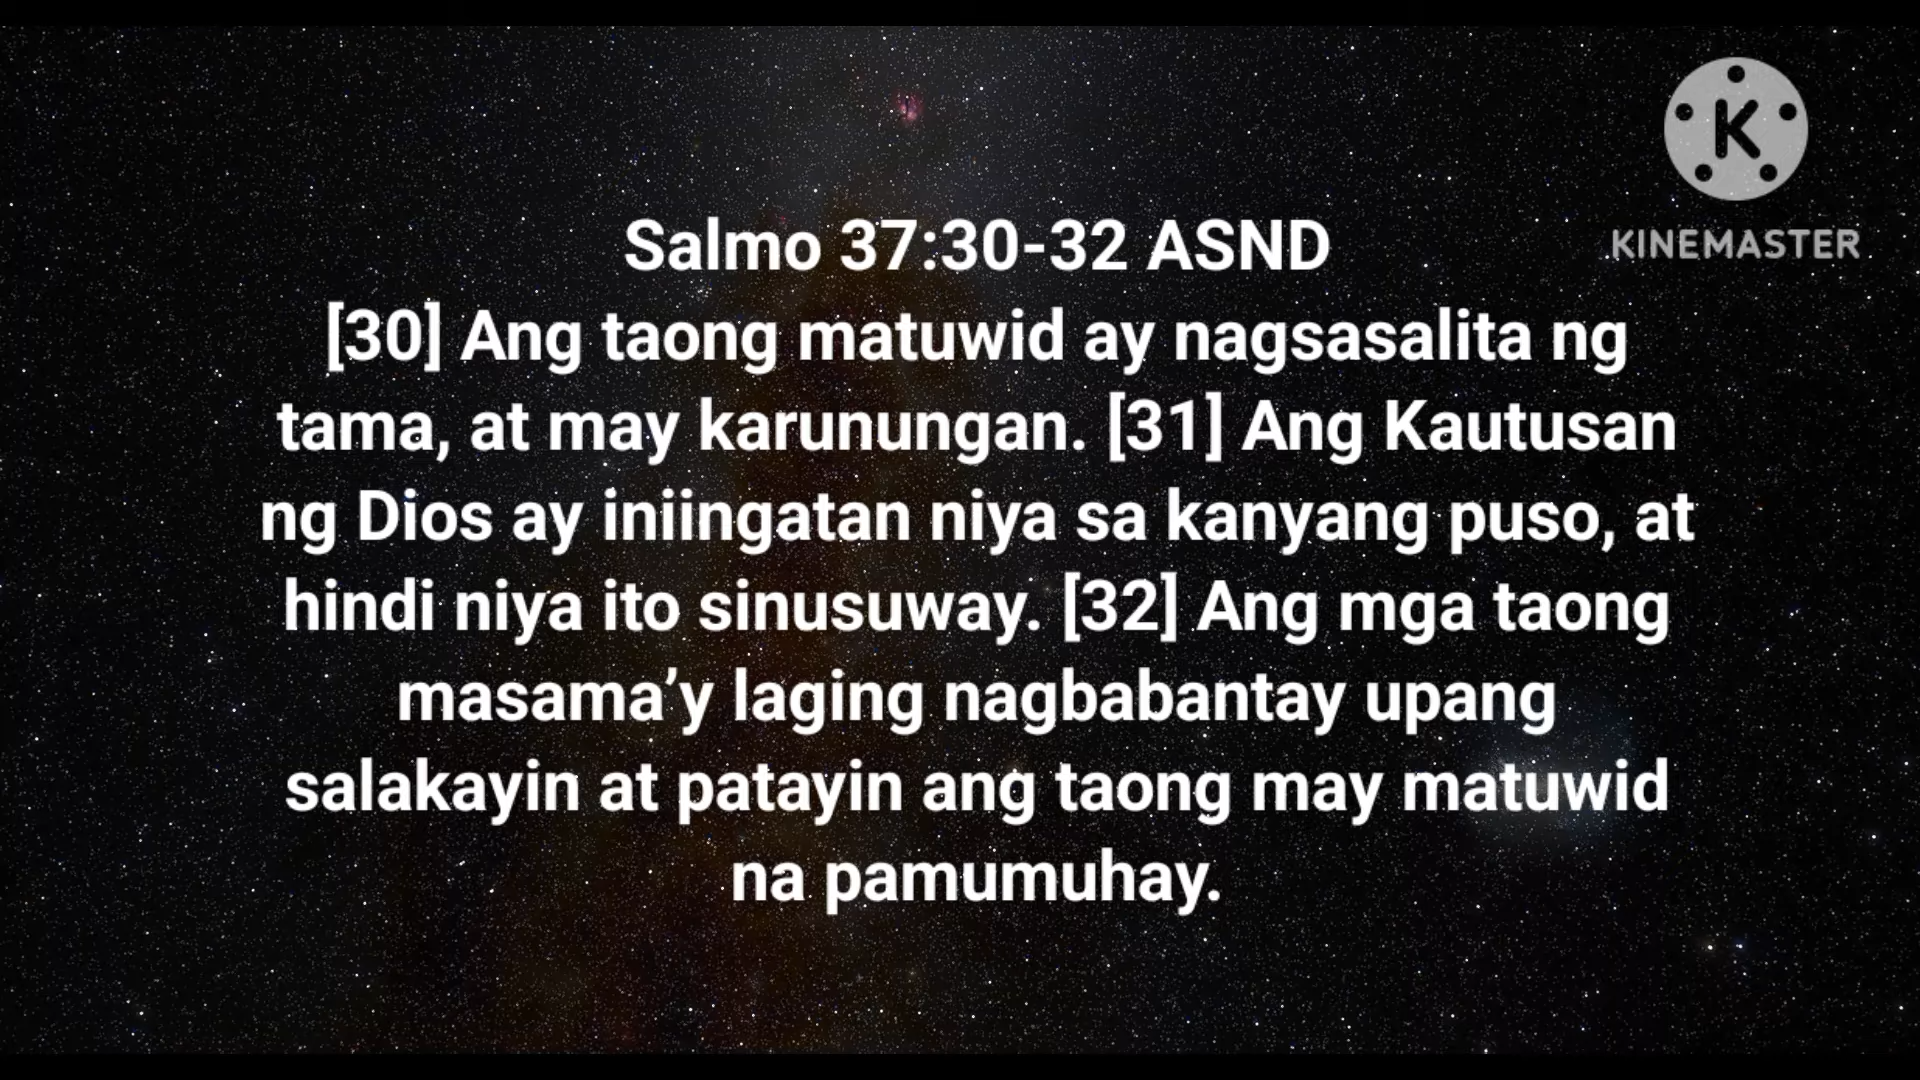 K
KINEMASTER
Salmo 37:30-32 ASND
[30] Ang taong matuwid ay nagsasalita ng
tama, at may karunungan. [31] Ang Kautusan
ng Dios ay iniingatan niya sa kanyang puso, at
hindi niya ito sinusuway. [32] Ang mga taong
masama’y laging nagbabantay upang
salakayin at patayin ang taong may matuwid
na pamumuhay.